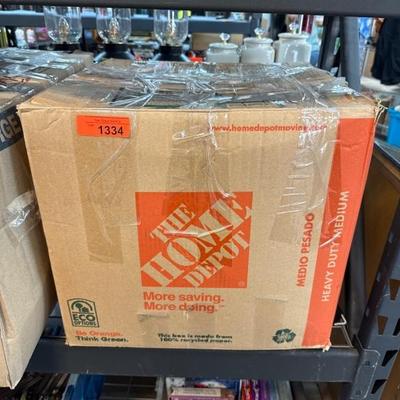 1334
www.homedepotmoving.com
THE
HOME
DEPOT
More saving.
More doing.
MEDIO PESADO
HEAVY DUTY MEDIUM
ECO
OPTIONS
Be Orange.
Think Green.
This box is made from
100% recycled paper.